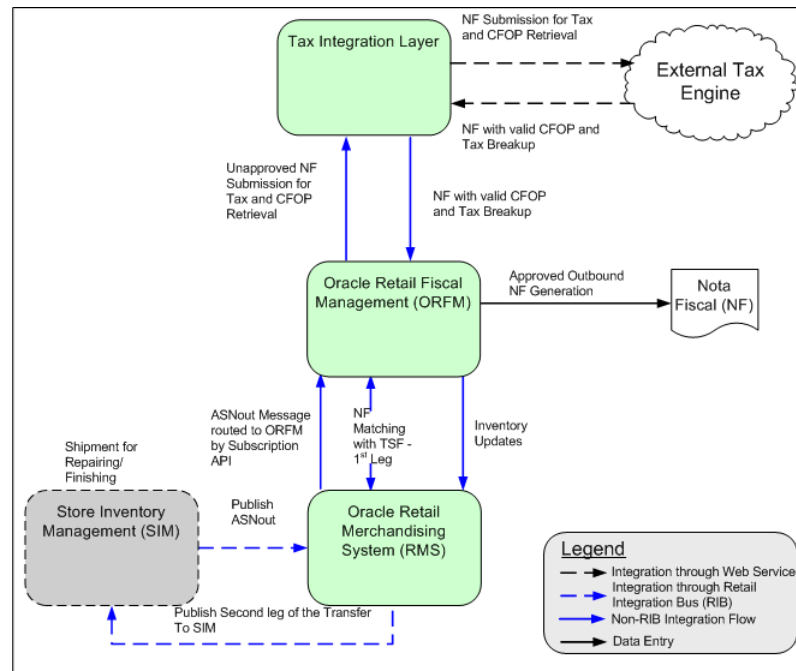 NF Submission for Tax
and CFOP Retrieval
Tax Integration Layer
External Tax
Engine
NF with valid CFOP and
Tax Breakup
Unapproved NF
Submission for
Tax and CFOP
Retrieval
NF with valid CFOP
and Tax Breakup
Oracle Retail Fiscal
Management (ORFM)
Approved Outbound
NF Generation
Nota
Fiscal (NF)
ASNout Message
routed to ORFM
by Subscription
API
NF
Matching
with TSF -
1st Leg
Inventory
Updates
Shipment for
Repairing/
Finishing
Store Inventory
Management (SIM)
Publish
ASNout
Oracle Retail
Merchandising
System (RMS)
Publish Second leg of the Transfer
To SIM
Legend
Integration through Web Service
Integration through Retail
Integration Bus (RIB)
Non-RIB Integration Flow
Data Entry